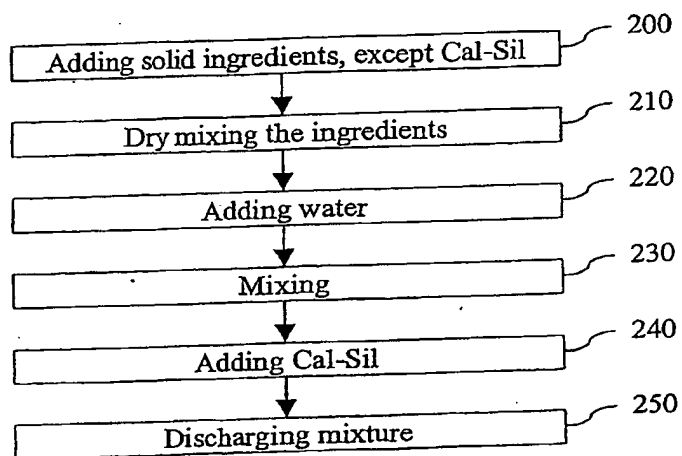 200
Adding solid ingredients, except Cal-Sil
210
Dry mixing the ingredients
220
Adding water
230
Mixing
240
Adding Cal-Sil
250
Discharging mixture